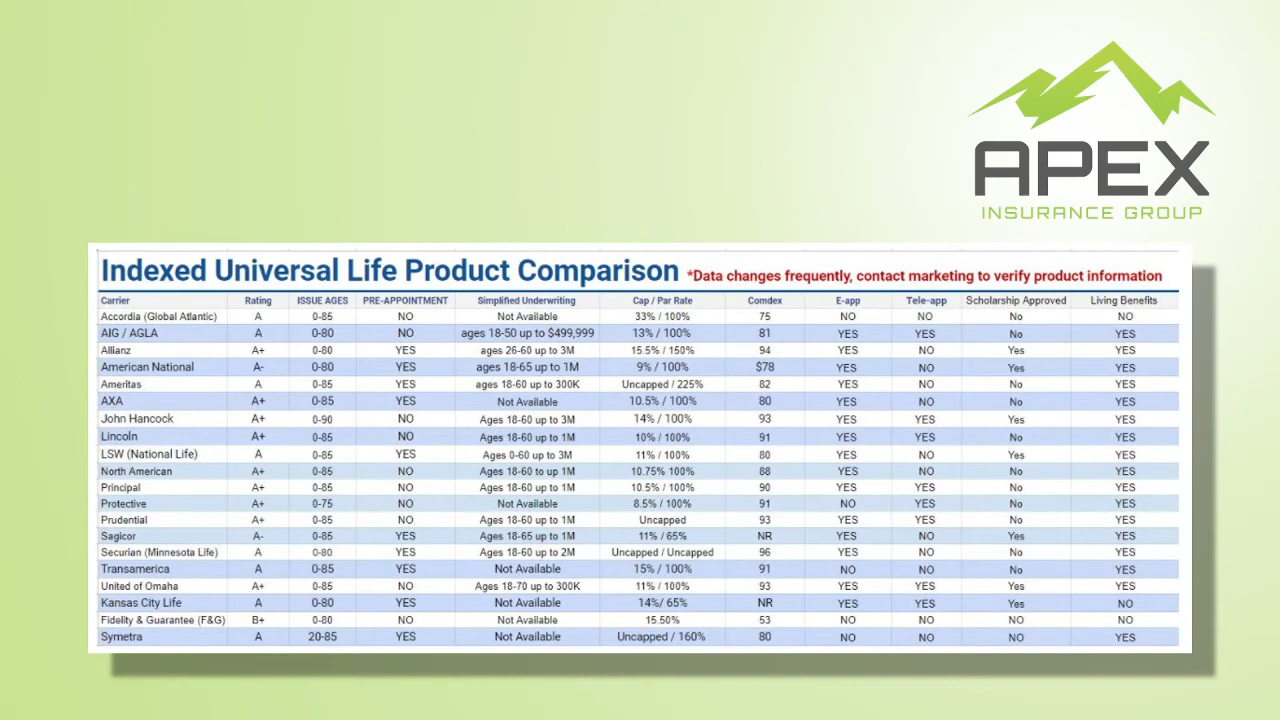 APEX
INSURANCE GROUP
Indexed Universal Life Product Comparison *Data changes frequently, contact marketing to verify product information
Carrier Rating ISSUE AGES PRE-APPOINTMENT Simplified Underwriting Cap / Par Rate Comdex E-app Tele-app Scholarship Approved Living Benefits
Accordia (Global Atlantic) A 0-85 NO Not Available 33% / 100% 75 NO NO No NO
AIG / AGLA A 0-80 NO ages 18-50 up to $499,999 13% / 100% 81 YES YES No YES
Allianz A+ 0-80 YES ages 26-60 up to 3M 15.5% / 150% 94 YES NO Yes YES
American National A- 0-80 YES ages 18-65 up to 1M 9% / 100% $78 YES NO Yes YES
Ameritas A 0-85 YES ages 18-60 up to 300K Uncapped / 225% 82 YES NO No YES
AXA A+ 0-85 YES Not Available 10.5% / 100% 80 YES NO No YES
John Hancock A+ 0-90 NO Ages 18-60 up to 3M 14% / 100% 93 YES YES Yes YES
Lincoln A+ 0-85 NO Ages 18-60 up to 1M 10% / 100% 91 YES YES No YES
LSW (National Life) A 0-85 YES Ages 0-60 up to 3M 11% / 100% 80 YES NO Yes YES
North American A+ 0-85 NO Ages 18-60 to up 1M 10.75% 100% 88 YES NO No YES
Principal A+ 0-85 NO Ages 18-60 up to 1M 10.5% / 100% 90 YES YES No YES
Protective A+ 0-75 NO Not Available 8.5% / 100% 91 NO YES No YES
Prudential A+ 0-85 NO Ages 18-60 up to 1M Uncapped 93 YES YES No YES
Sagicor A- 0-85 YES Ages 18-65 up to 1M 11% / 65% NR YES NO Yes YES
Securian (Minnesota Life) A 0-80 YES Ages 18-60 up to 2M Uncapped / Uncapped 96 YES NO No YES
Transamerica A 0-85 YES Not Available 15% / 100% 91 NO NO No YES
United of Omaha A+ 0-85 NO Ages 18-70 up to 300K 11% / 100% 93 YES YES Yes YES
Kansas City Life A 0-80 YES Not Available 14%/ 65% NR YES YES Yes NO
Fidelity & Guarantee (F&G) B+ 0-80 NO Not Available 15.50% 53 NO NO NO NO
Symetra A 20-85 YES Not Available Uncapped / 160% 80 NO NO NO YES